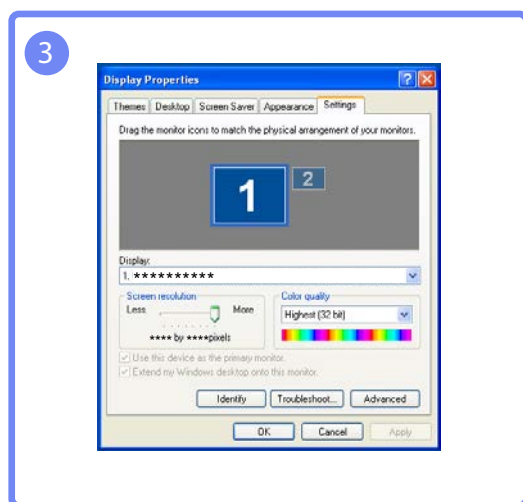 3
Display Properties
Themes Desktop Screen Saver Appearance Settings
Drag the monitor icons to match the physical arrangement of your monitors.
1 2
Display:
1. **********
Screen resolution
Less More
**** by ****pixels
Color quality
Highest (32 bit)
Use this device as the primary monitor.
Extend my Windows desktop onto this monitor.
Identify Troubleshoot... Advanced
OK Cancel Apply